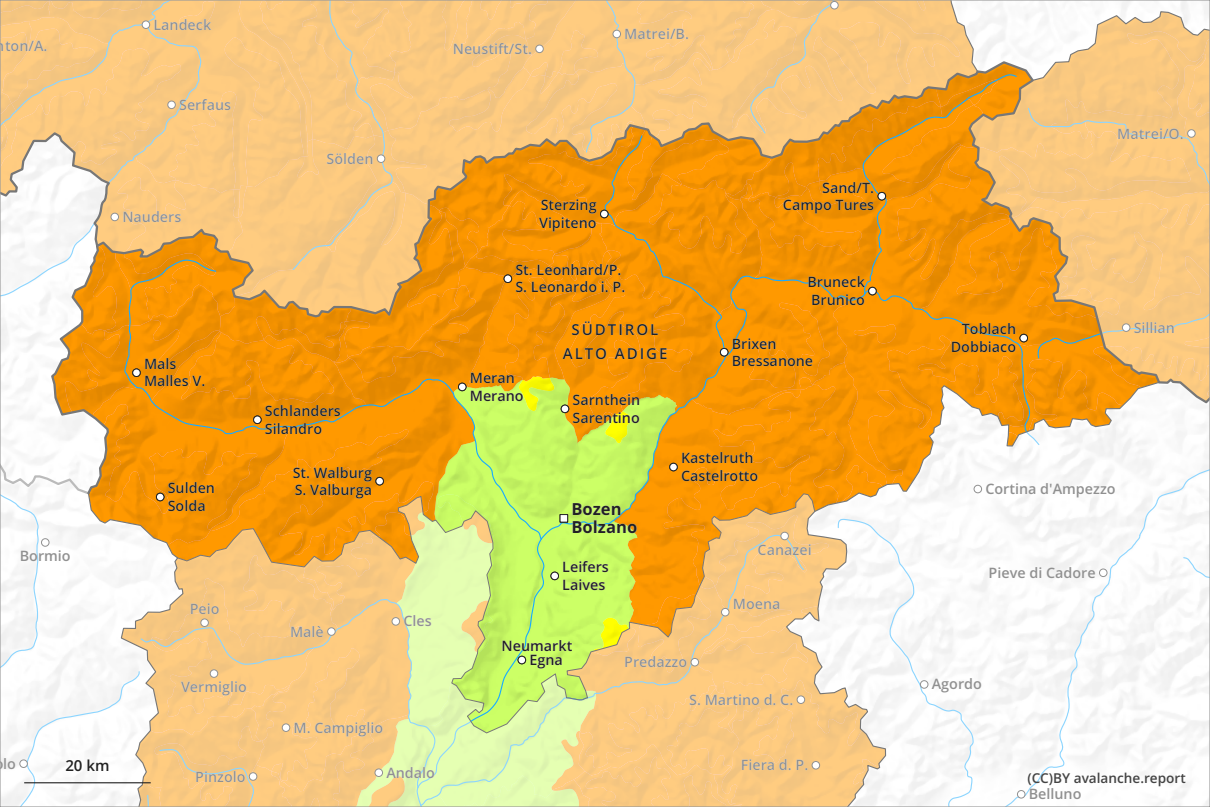 Landeck
nton/A.
Neustift/St.
Matrei/B.
Serfaus
Matrei/O.
Sölden
Sand/T.
Campo Tures
Sterzing
Vipiteno
Nauders
St. Leonhard/P.
S. Leonardo i. P.
Bruneck
Brunico
SÜDTIROL
ALTO ADIGE
Toblach
Dobbiaco
Sillian
Brixen
Bressanone
Mals
Malles V.
Meran
Merano
Sarnthein
Sarentino
Schlanders
Silandro
Kastelruth
Castelrotto
St. Walburg
S. Valburga
Sulden
Solda
Cortina d'Ampezzo
Bozen
Bolzano
Canazei
Bormio
Leifers
Laives
Pieve di Cadore
Peio
Moena
Cles
Malè
Neumarkt
Egna
Predazzo
Vermiglio
Agordo
S. Martino d. C.
M. Campiglio
Fiera d. P.
olo
20 km
Pinzolo
Andalo
(CC)BY avalanche.report
Belluno